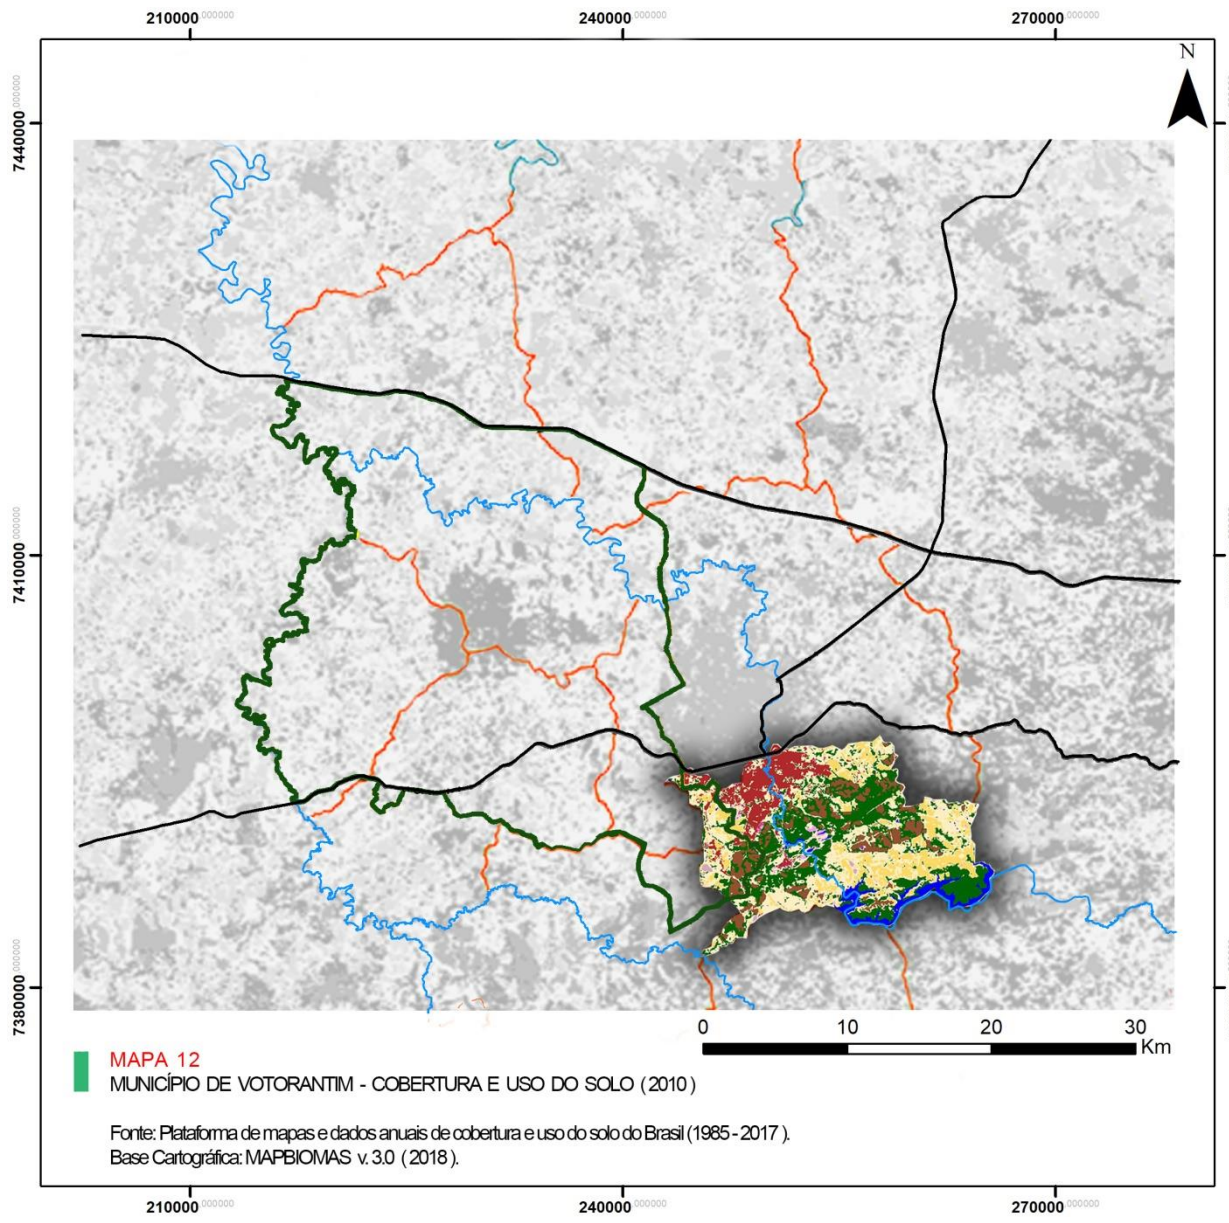 210000,000000 240000,000000 270000,000000
N
7440000,000000
7410000,000000
7380000,000000
0 10 20 30
Km
MAPA 12
MUNICÍPIO DE VOTORANTIM - COBERTURA E USO DO SOLO (2010)
Fonte: Plataforma de mapas e dados anuais de cobertura e uso do solo do Brasil (1985 - 2017).
Base Cartográfica: MAPBIOMAS v. 3.0 (2018).
210000,000000 240000,000000 270000,000000